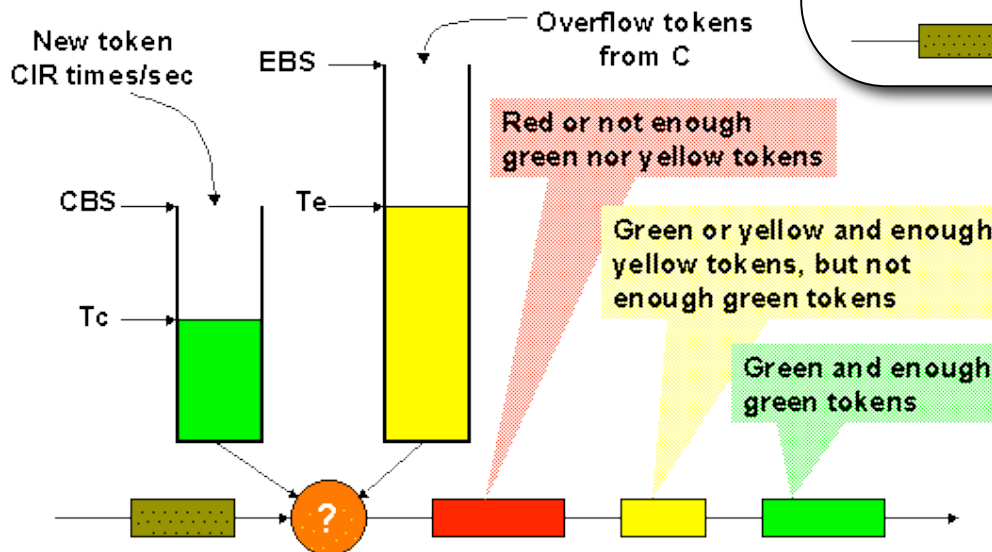 New token
CIR times/sec
EBS
Overflow tokens
from C
Red or not enough
green nor yellow tokens
CBS
Te
Green or yellow and enough
yellow tokens, but not
enough green tokens
Tc
Green and enough
green tokens
?